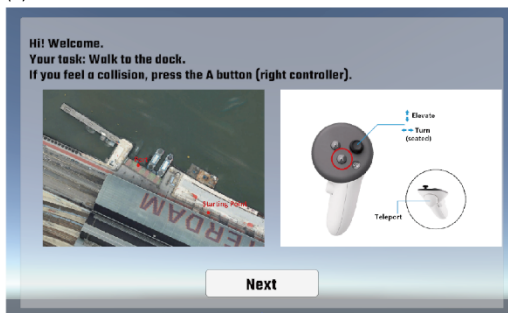 Hi! Welcome.
Your task: Walk to the dock.
If you feel a collision, press the A button (right controller).
Elevate
Turn
(seated)
Starting Point
TERDAM
Teleport
Next